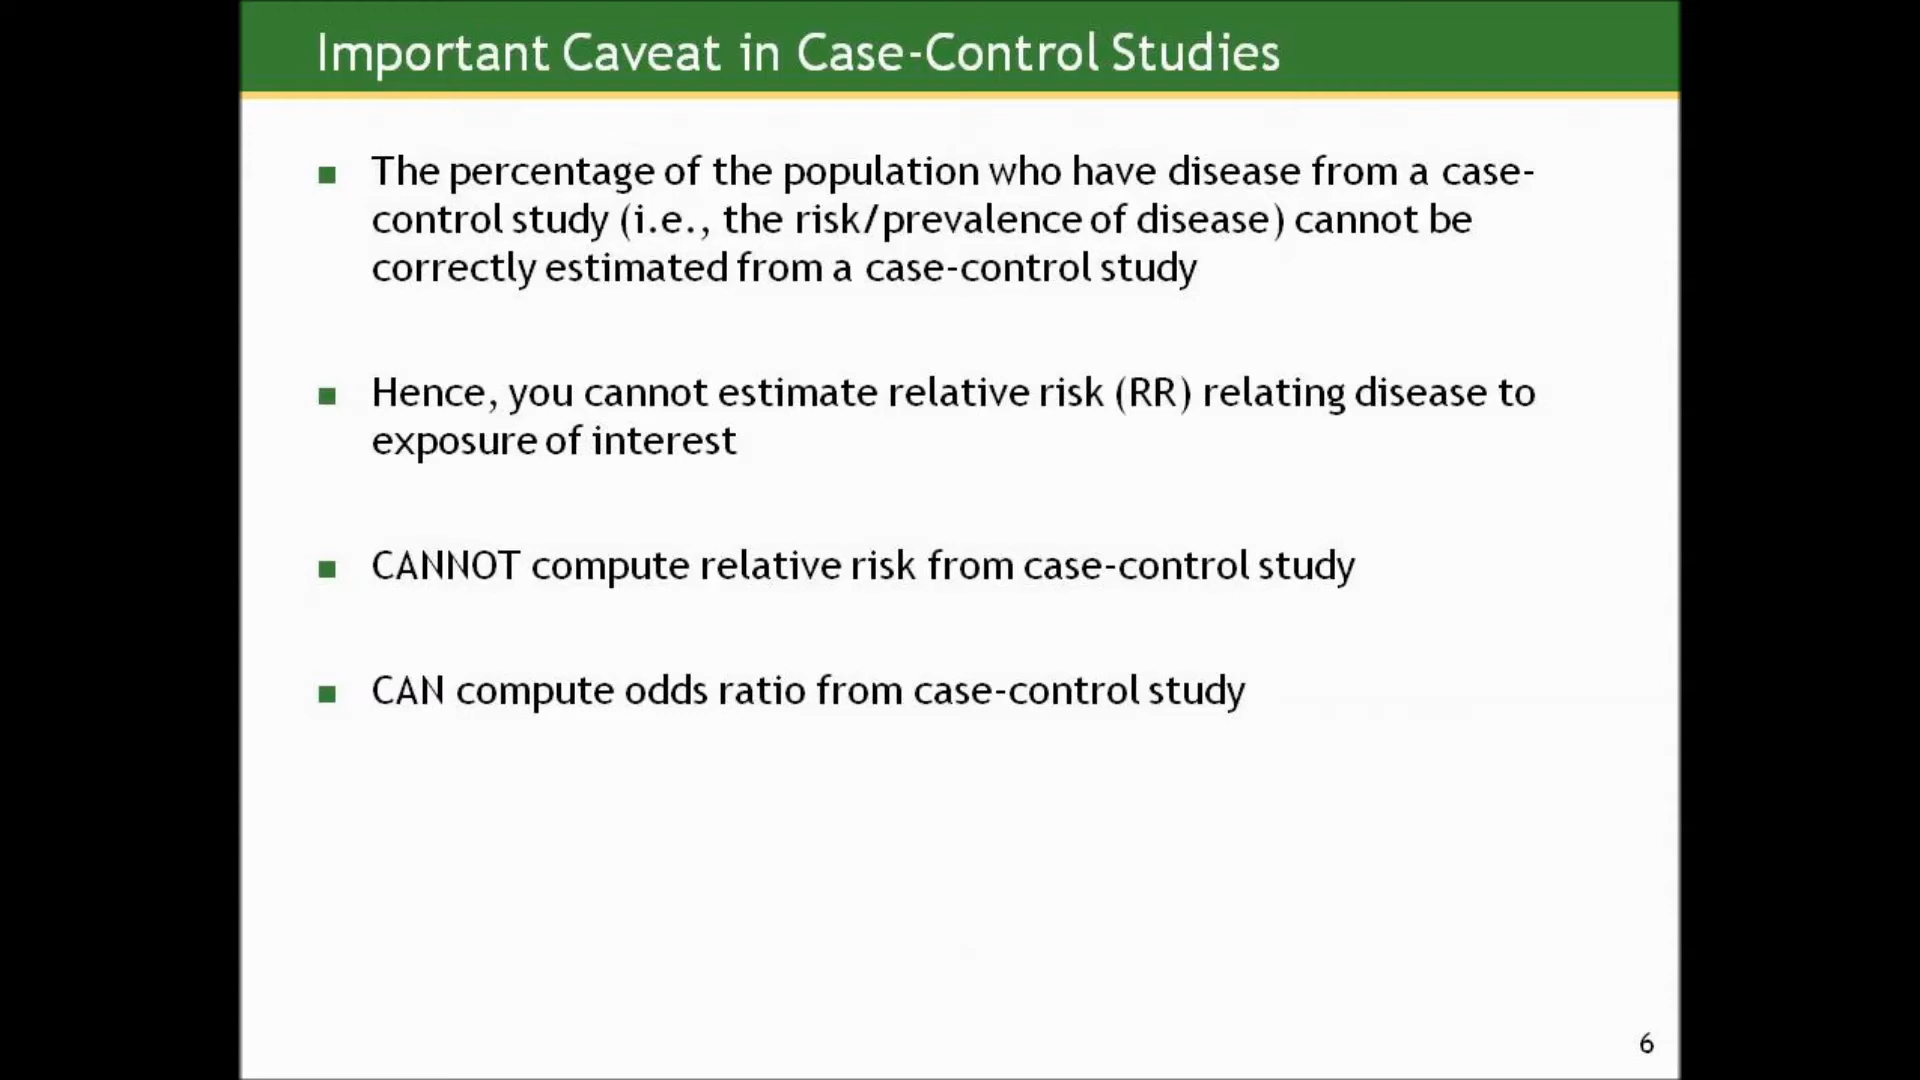 Important Caveat in Case-Control Studies
The percentage of the population who have disease from a case-
control study (i.e., the risk/prevalence of disease) cannot be
correctly estimated from a case-control study
Hence, you cannot estimate relative risk (RR) relating disease to
exposure of interest
CANNOT compute relative risk from case-control study
CAN compute odds ratio from case-control study
6